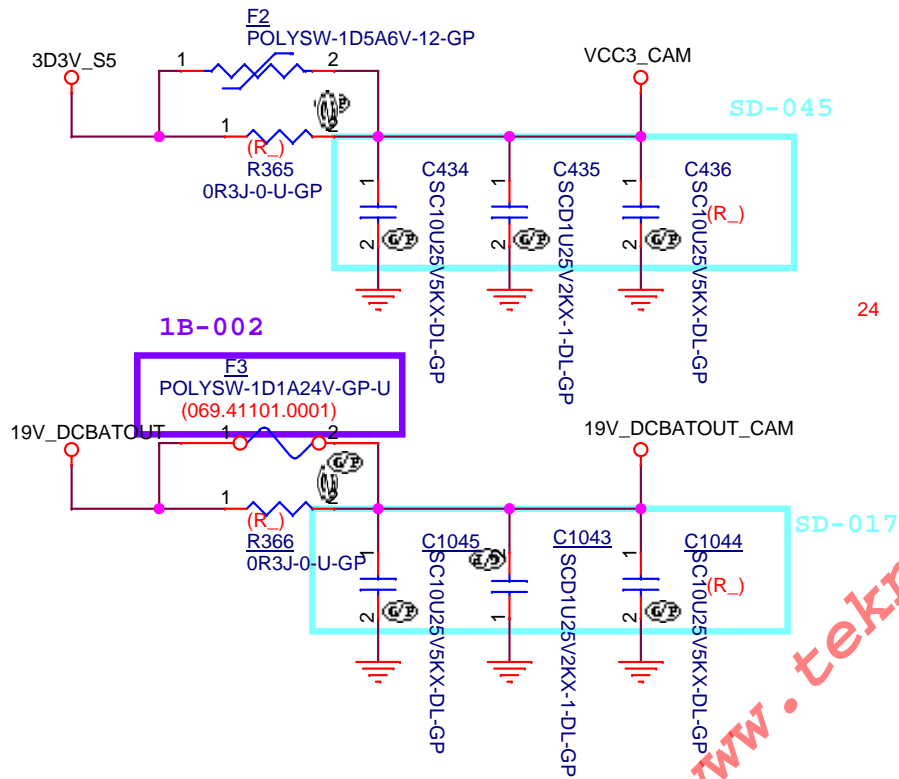 F2
POLYSW-1D5A6V-12-GP
3D3V_S5
1
2
VCC3_CAM
SD-045
1
2
(R_)
R365
0R3J-0-U-GP
1
C434
1
C435
1
C436
(R_)
2
G/P
2
G/P
2
G/P
SC10U25V5KX-DL-GP
SCD1U25V2KX-1-DL-GP
SC10U25V5KX-DL-GP
24
1B-002
F3
POLYSW-1D1A24V-GP-U
(069.41101.0001)
19V_DCBATOUT
1
2
19V_DCBATOUT_CAM
G/P
1
2
(R_)
R366
0R3J-0-U-GP
SD-017
1
C1045
2
C1043
1
C1044
(R_)
2
G/P
1
2
G/P
SC10U25V5KX-DL-GP
SCD1U25V2KX-1-DL-GP
SC10U25V5KX-DL-GP